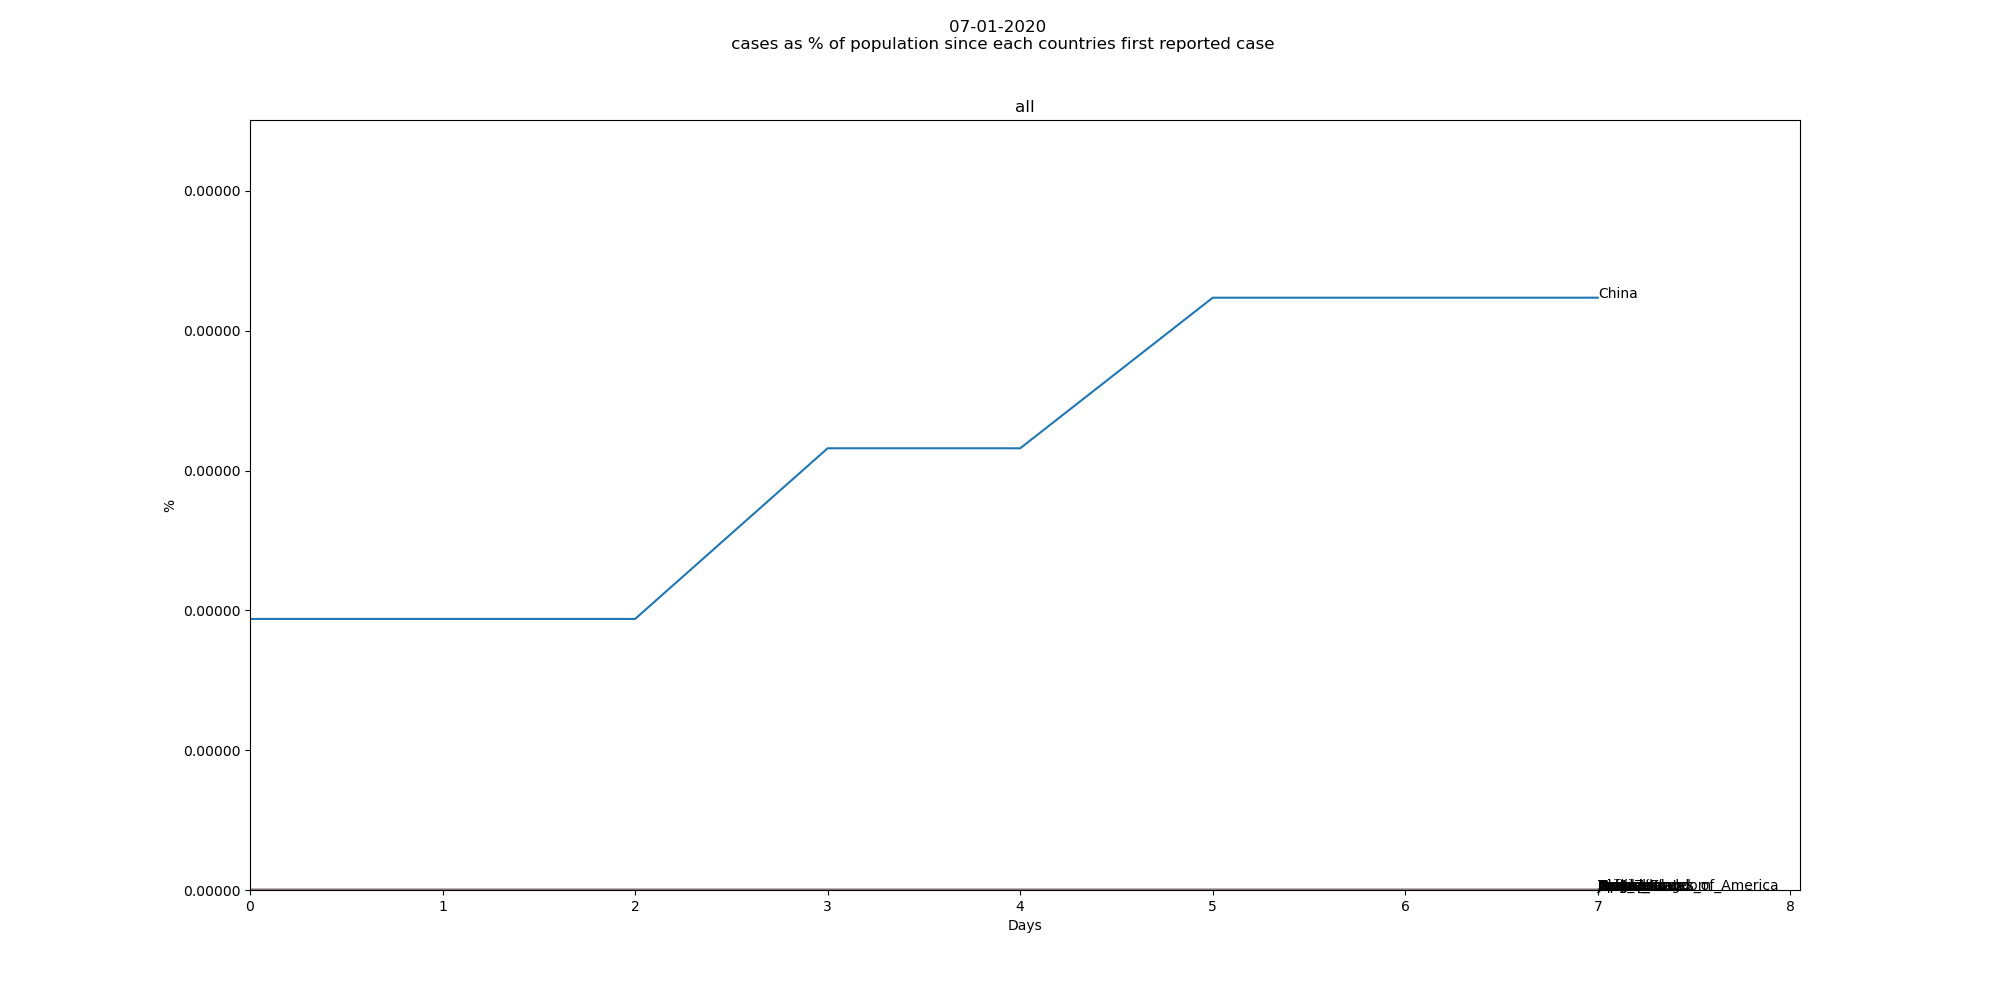 07-01-2020
cases as % of population since each countries first reported case
all
0.00000
0.00000
0.00000
0.00000
0.00000
0.00000
%
China
of_America
0 1 2 3 4 5 6 7 8
Days